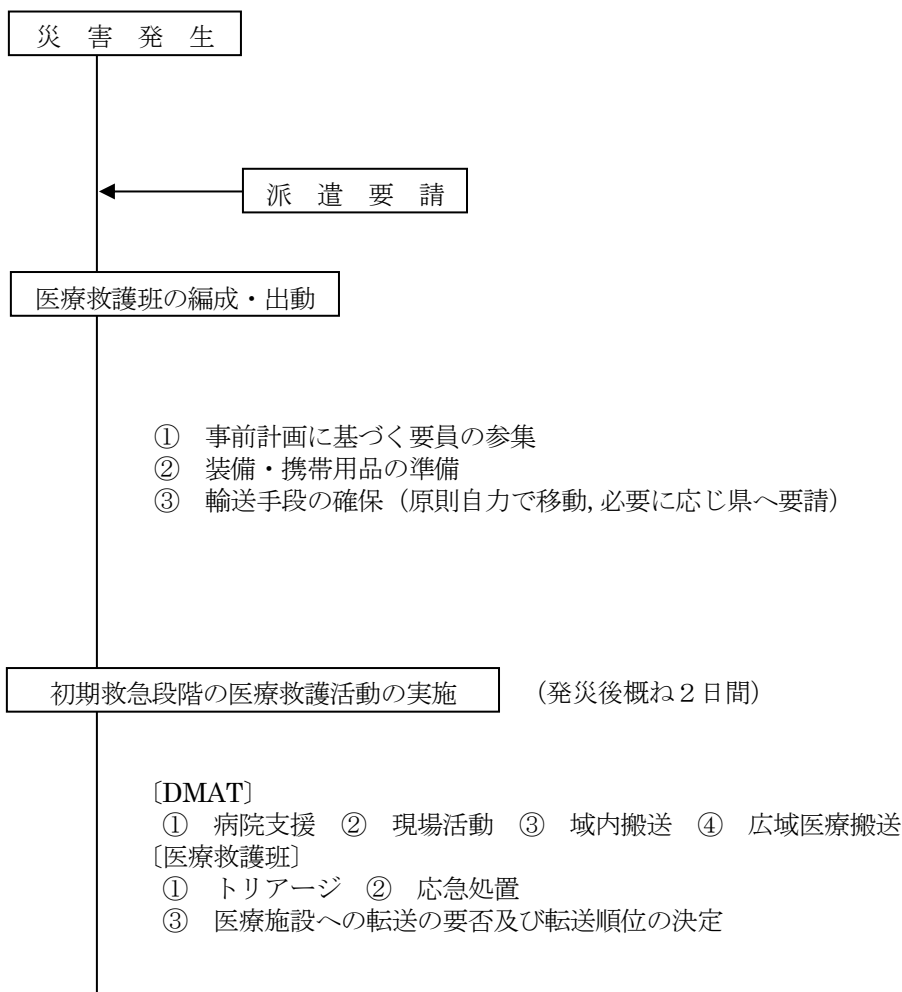 災　害　発　生
派　遣　要　請
医療救護班の編成・出動
①　事前計画に基づく要員の参集
②　装備・携帯用品の準備
③　輸送手段の確保（原則自力で移動,必要に応じ県へ要請）
初期救急段階の医療救護活動の実施　（発災後概ね２日間）
〔DMAT〕
①　病院支援　②　現場活動　③　域内搬送　④　広域医療搬送
〔医療救護班〕
①　トリアージ　②　応急処置
③　医療施設への転送の要否及び転送順位の決定